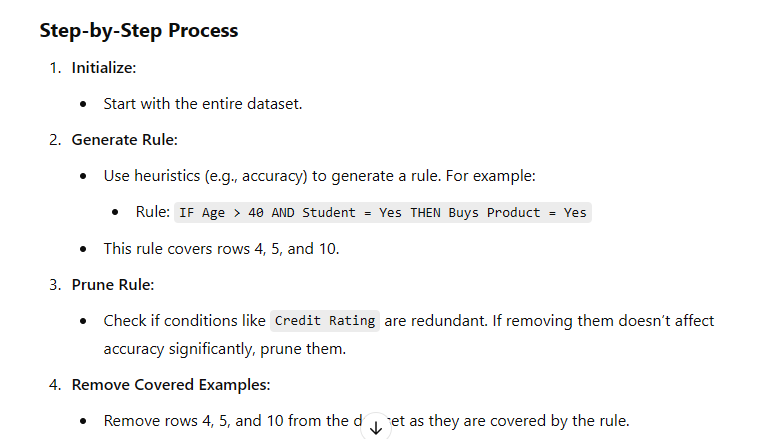 Step-by-Step Process
1. Initialize:
• Start with the entire dataset.
2. Generate Rule:
• Use heuristics (e.g., accuracy) to generate a rule. For example:
• Rule: IF Age > 40 AND Student = Yes THEN Buys Product = Yes
• This rule covers rows 4, 5, and 10.
3. Prune Rule:
• Check if conditions like Credit Rating are redundant. If removing them doesn’t affect
accuracy significantly, prune them.
4. Remove Covered Examples:
• Remove rows 4, 5, and 10 from the as they are covered by the rule.